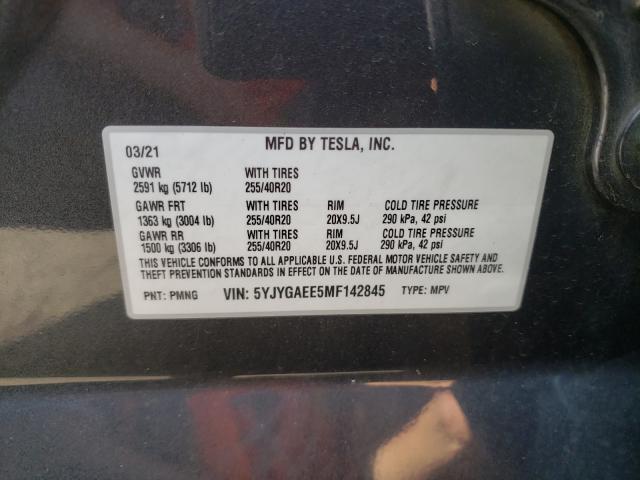 MFD BY TESLA, INC.
03/21
GVWR WITH TIRES
2591 kg (5712 lb) 255/40R20
GAWR FRT WITH TIRES RIM COLD TIRE PRESSURE
1363 kg (3004 lb) 255/40R20 20X9.5J 290 kPa, 42 psi
GAWR RR WITH TIRES RIM COLD TIRE PRESSURE
1500 kg (3306 lb) 255/40R20 20X9.5J 290 kPa, 42 psi
THIS VEHICLE CONFORMS TO ALL APPLICABLE U.S. FEDERAL MOTOR VEHICLE SAFETY AND
THEFT PREVENTION STANDARDS IN EFFECT ON THE DATE OF MANUFACTURE SHOWN ABOVE.
PNT: PMNG VIN: 5YJYGAEE5MF142845 TYPE: MPV